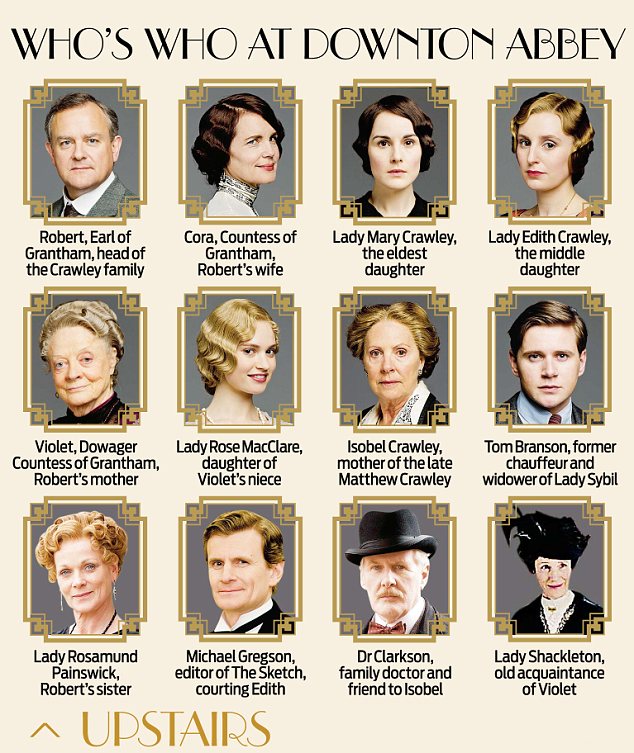 WHO'S WHO AT DOWNTON ABBEY
Robert, Earl of
Grantham, head of
the Crawley family
Cora, Countess of
Grantham,
Robert's wife
Lady Mary Crawley,
the eldest
daughter
Lady Edith Crawley,
the middle
daughter
Violet, Dowager
Countess of Grantham,
Robert's mother
Lady Rose MacClare,
daughter of
Violet's niece
Isobel Crawley,
mother of the late
Matthew Crawley
Tom Branson, former
chauffeur and
widower of Lady Sybil
Lady Rosamund
Painswick,
Robert's sister
Michael Gregson,
editor of The Sketch,
courting Edith
Dr Clarkson,
family doctor and
friend to Isobel
Lady Shackleton,
old acquaintance
of Violet
UPSTAIRS